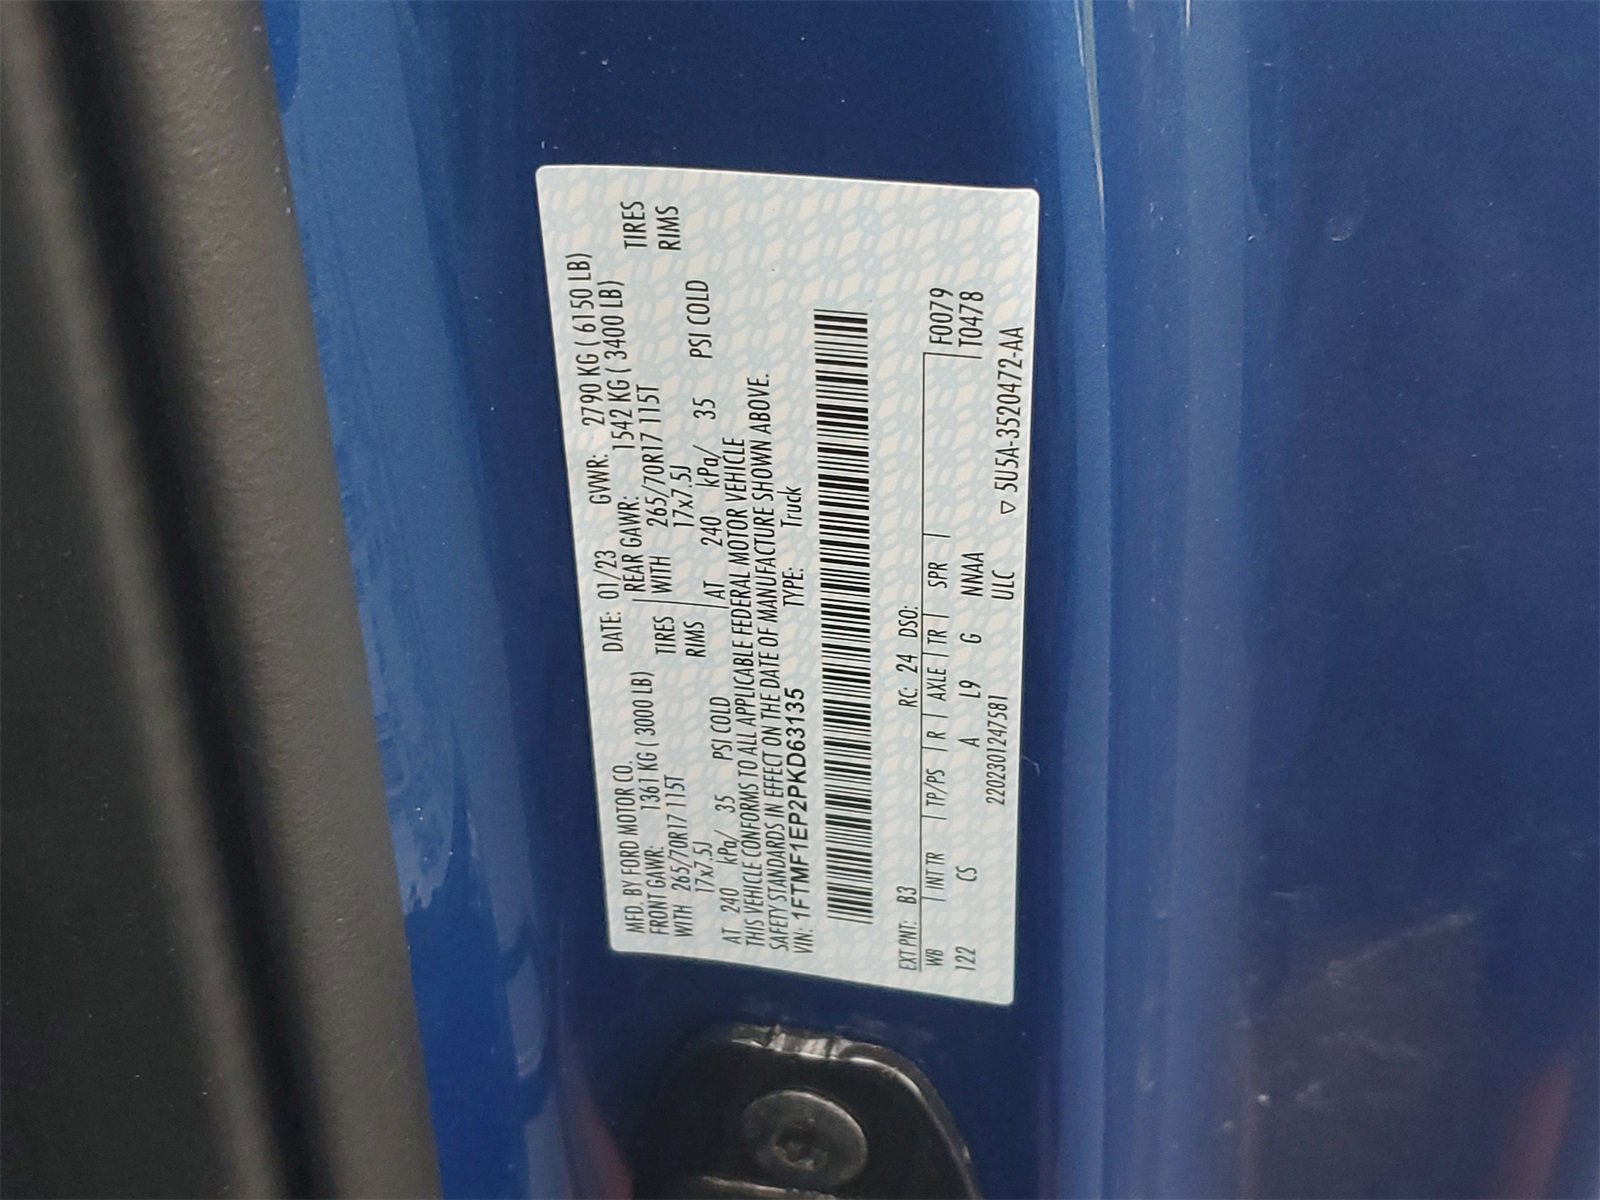 MFD. BY FORD MOTOR CO.
DATE: 01/23 GVWR: 2790 KG ( 6150 LB)
FRONT GAWR: 1361 KG ( 3000 LB) REAR GAWR: 1542 KG ( 3400 LB)
WITH 265/70R17 115T TIRES WITH 265/70R17 115T TIRES
17x7.5J RIMS 17x7.5J RIMS
AT 240 kPa/ 35 PSI COLD AT 240 kPa/ 35 PSI COLD
THIS VEHICLE CONFORMS TO ALL APPLICABLE FEDERAL MOTOR VEHICLE
SAFETY STANDARDS IN EFFECT ON THE DATE OF MANUFACTURE SHOWN ABOVE.
VIN: 1FTMF1EP2PKD63135 TYPE: Truck
EXT PNT: B3 RC: 24 DSO: F0079
WB INT TR TP/PS R AXLE TR SPR T0478
122 CS A L9 G NNAA
220230124758​1 ULC ▽ 5U5A-3520472-AA